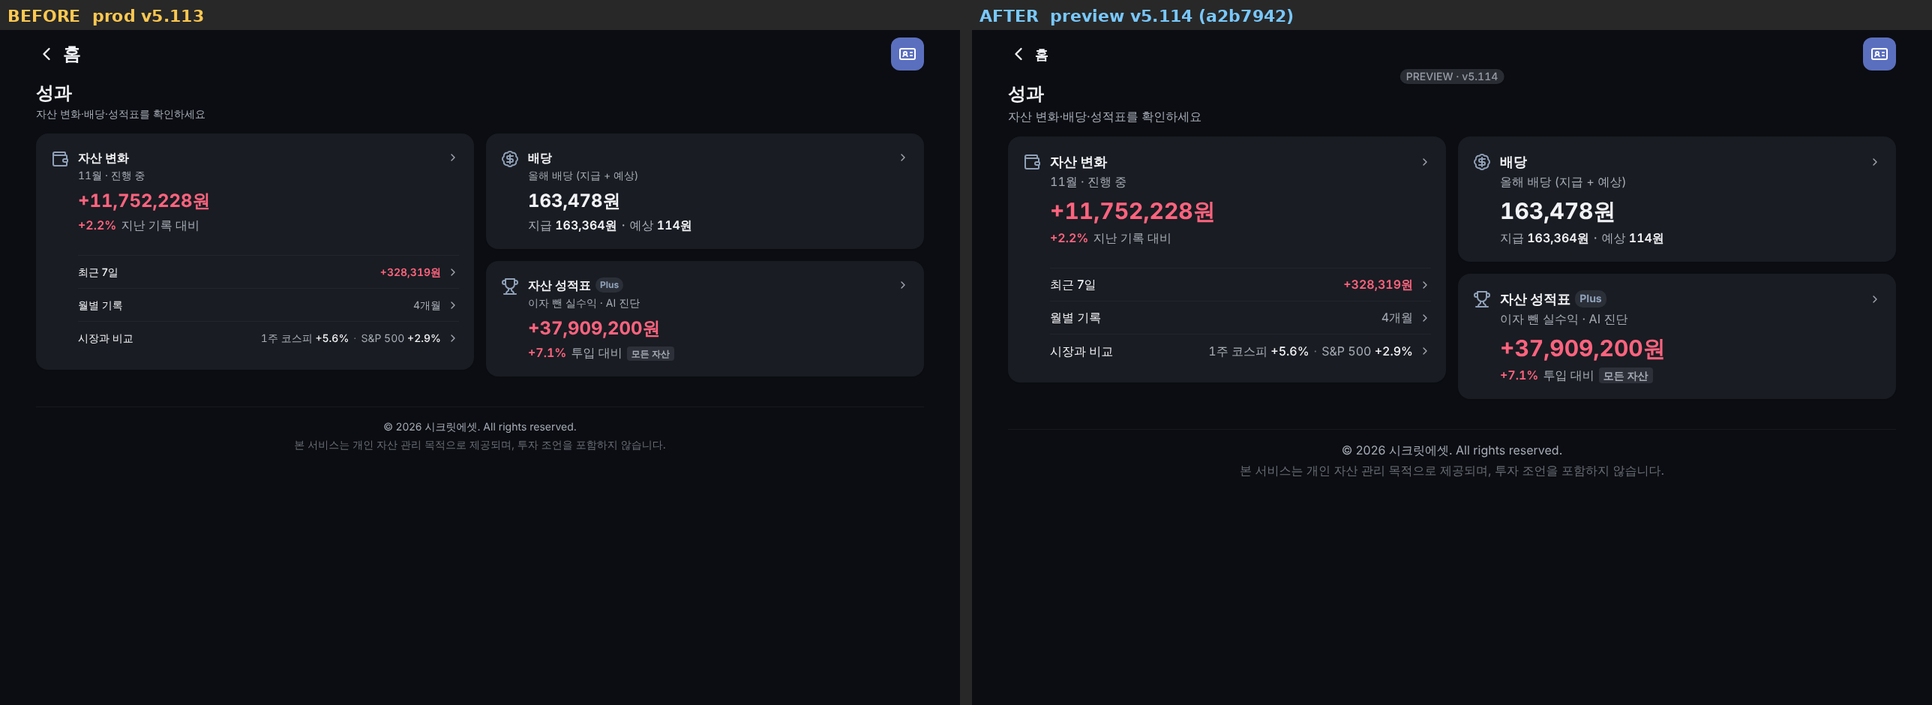 BEFORE prod v5.113
홈
성과
자산 변화·배당·성적표를 확인하세요
자산 변화
11월 · 진행 중
+11,752,228원
+2.2% 지난 기록 대비
최근 7일 +328,319원
월별 기록 4개월
시장과 비교 1주 코스피 +5.6% · S&P 500 +2.9%
배당
올해 배당 (지급 + 예상)
163,478원
지급 163,364원 · 예상 114원
자산 성적표 Plus
이자 뺀 실수익 · AI 진단
+37,909,200원
+7.1% 투입 대비 모든 자산
© 2026 시크릿에셋. All rights reserved.
본 서비스는 개인 자산 관리 목적으로 제공되며, 투자 조언을 포함하지 않습니다.
AFTER preview v5.114 (a2b7942)
홈
PREVIEW · v5.114
성과
자산 변화·배당·성적표를 확인하세요
자산 변화
11월 · 진행 중
+11,752,228원
+2.2% 지난 기록 대비
최근 7일 +328,319원
월별 기록 4개월
시장과 비교 1주 코스피 +5.6% · S&P 500 +2.9%
배당
올해 배당 (지급 + 예상)
163,478원
지급 163,364원 · 예상 114원
자산 성적표 Plus
이자 뺀 실수익 · AI 진단
+37,909,200원
+7.1% 투입 대비 모든 자산
© 2026 시크릿에셋. All rights reserved.
본 서비스는 개인 자산 관리 목적으로 제공되며, 투자 조언을 포함하지 않습니다.